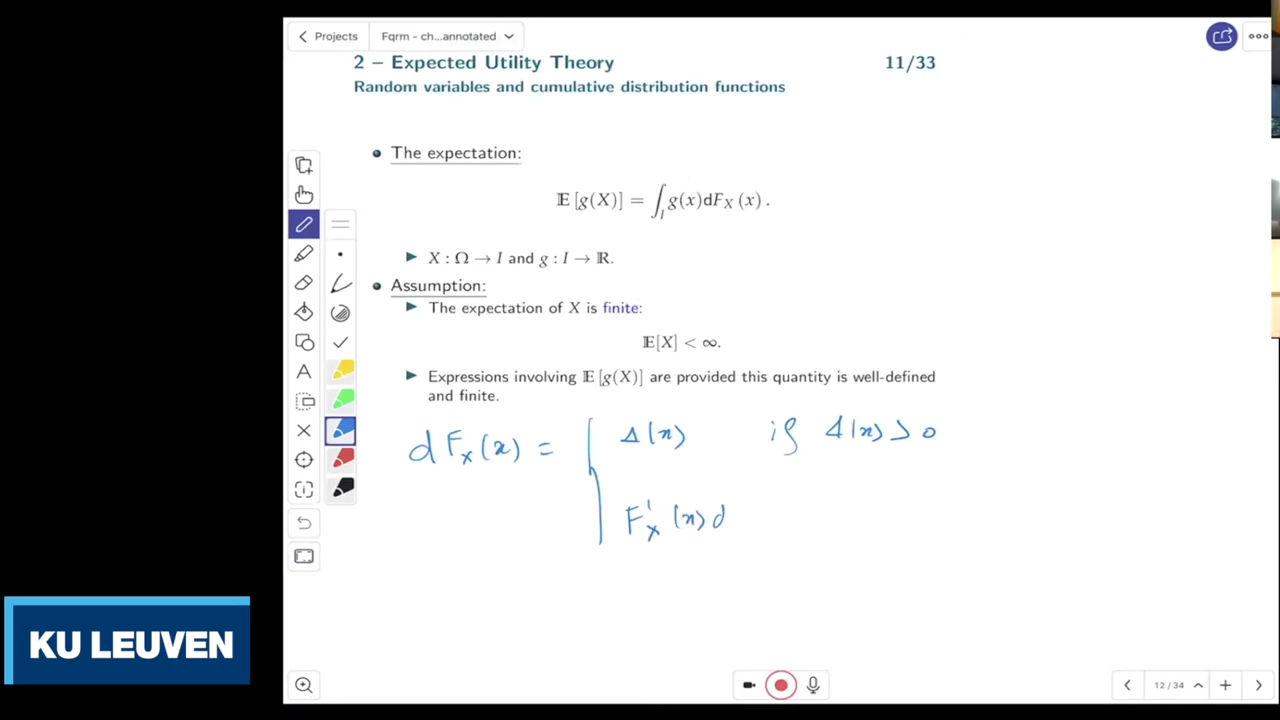 Projects
Fqrm - ch...annotated
2 – Expected Utility Theory 11/33
Random variables and cumulative distribution functions
The expectation:
𝔼 [g(X)] = ∫_I g(x)dF_X (x) .
X : Ω → I and g : I → ℝ.
Assumption:
The expectation of X is finite:
𝔼[X] < ∞.
Expressions involving 𝔼 [g(X)] are provided this quantity is well-defined
and finite.
dF_X(x) = { Δ(x) if Δ(x) > 0
F'_X (x) d
KU LEUVEN
12 / 34